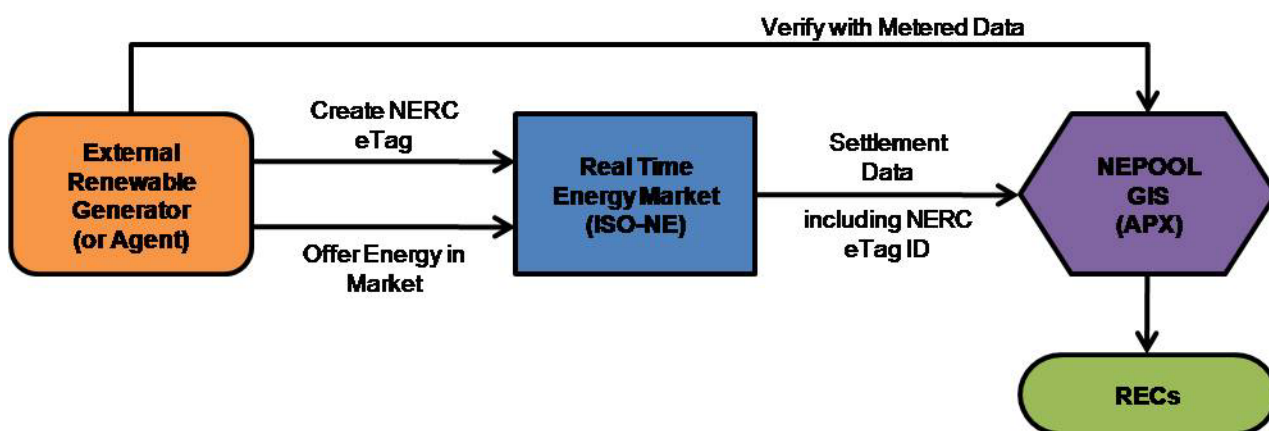 Verify with Metered Data
Create NERC
eTag
External
Renewable
Generator
(or Agent)
Offer Energy in
Market
Real Time
Energy Market
(ISO-NE)
Settlement
Data
including NERC
eTag ID
NEPOOL
GIS
(APX)
RECs